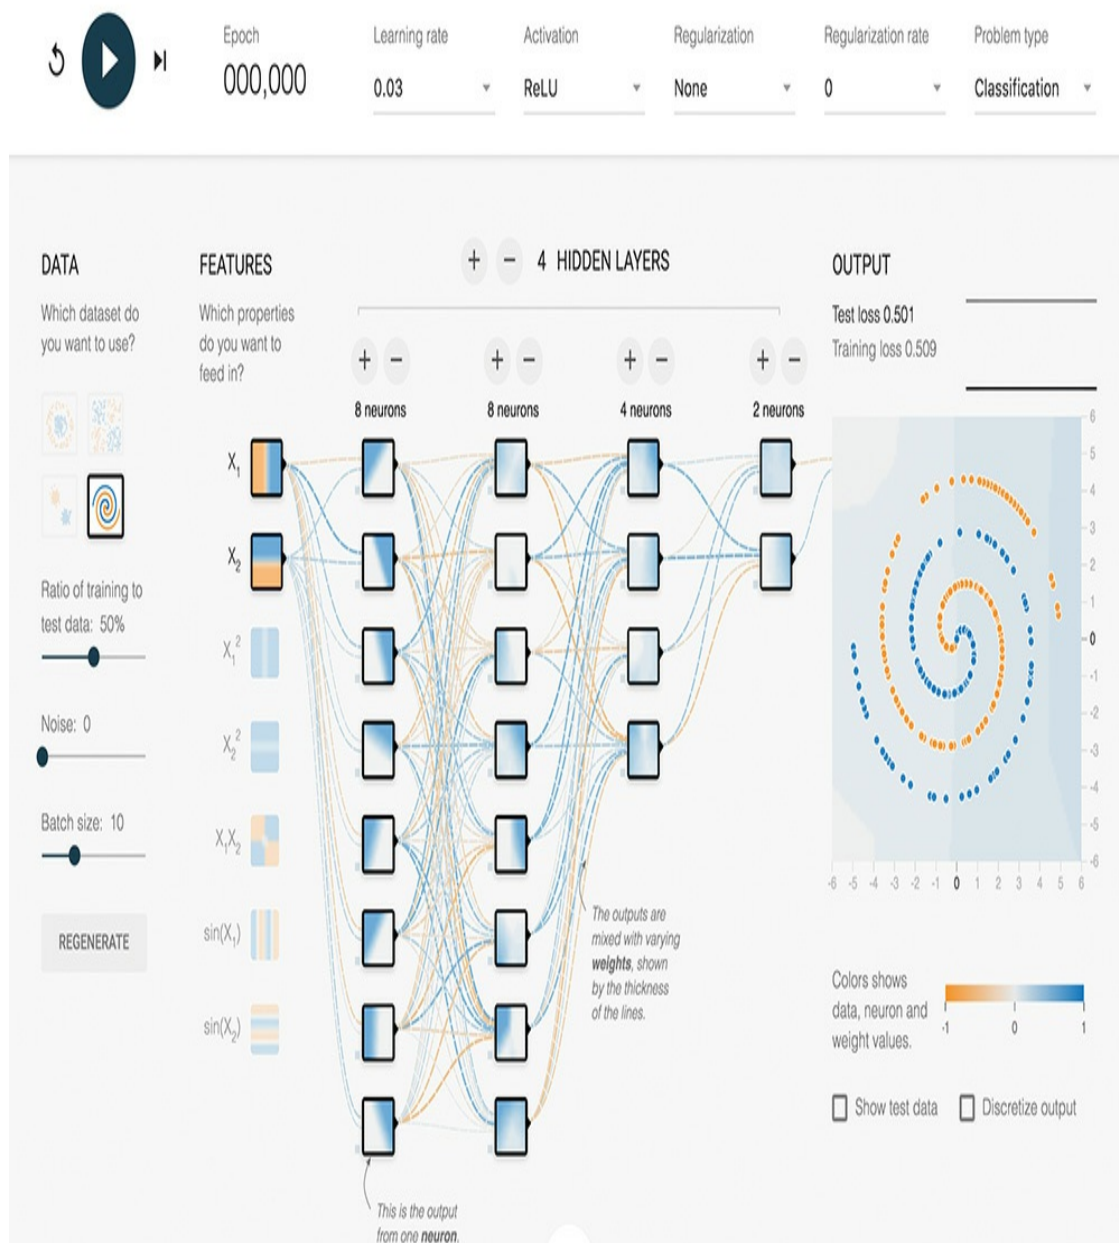 Epoch
000,000
Learning rate
0.03
Activation
ReLU
Regularization
None
Regularization rate
0
Problem type
Classification
DATA
Which dataset do
you want to use?
Ratio of training to
test data: 50%
Noise: 0
Batch size: 10
REGENERATE
FEATURES
Which properties
do you want to
feed in?
X₁
X₂
X₁²
X₂²
X₁X₂
sin(X₁)
sin(X₂)
+ − 4 HIDDEN LAYERS
+ − + − + − + −
8 neurons
8 neurons
4 neurons
2 neurons
The outputs are
mixed with varying
weights, shown
by the thickness
of the lines.
This is the output
from one neuron.
OUTPUT
Test loss 0.501
Training loss 0.509
6
5
4
3
2
1
0
-1
-2
-3
-4
-5
-6
-6 -5 -4 -3 -2 -1 0 1 2 3 4 5 6
Colors shows
data, neuron and
weight values.
-1 0 1
Show test data
Discretize output